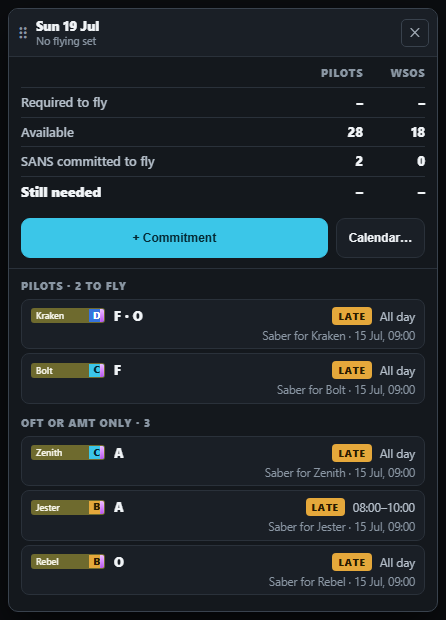 Sun 19 Jul
No flying set
PILOTS WSOS
Required to fly – –
Available 28 18
SANS committed to fly 2 0
Still needed – –
+ Commitment Calendar...
PILOTS · 2 TO FLY
Kraken D F · O LATE All day
Saber for Kraken · 15 Jul, 09:00
Bolt C F LATE All day
Saber for Bolt · 15 Jul, 09:00
OFT OR AMT ONLY · 3
Zenith C A LATE All day
Saber for Zenith · 15 Jul, 09:00
Jester B A LATE 08:00–10:00
Saber for Jester · 15 Jul, 09:00
Rebel B O LATE All day
Saber for Rebel · 15 Jul, 09:00